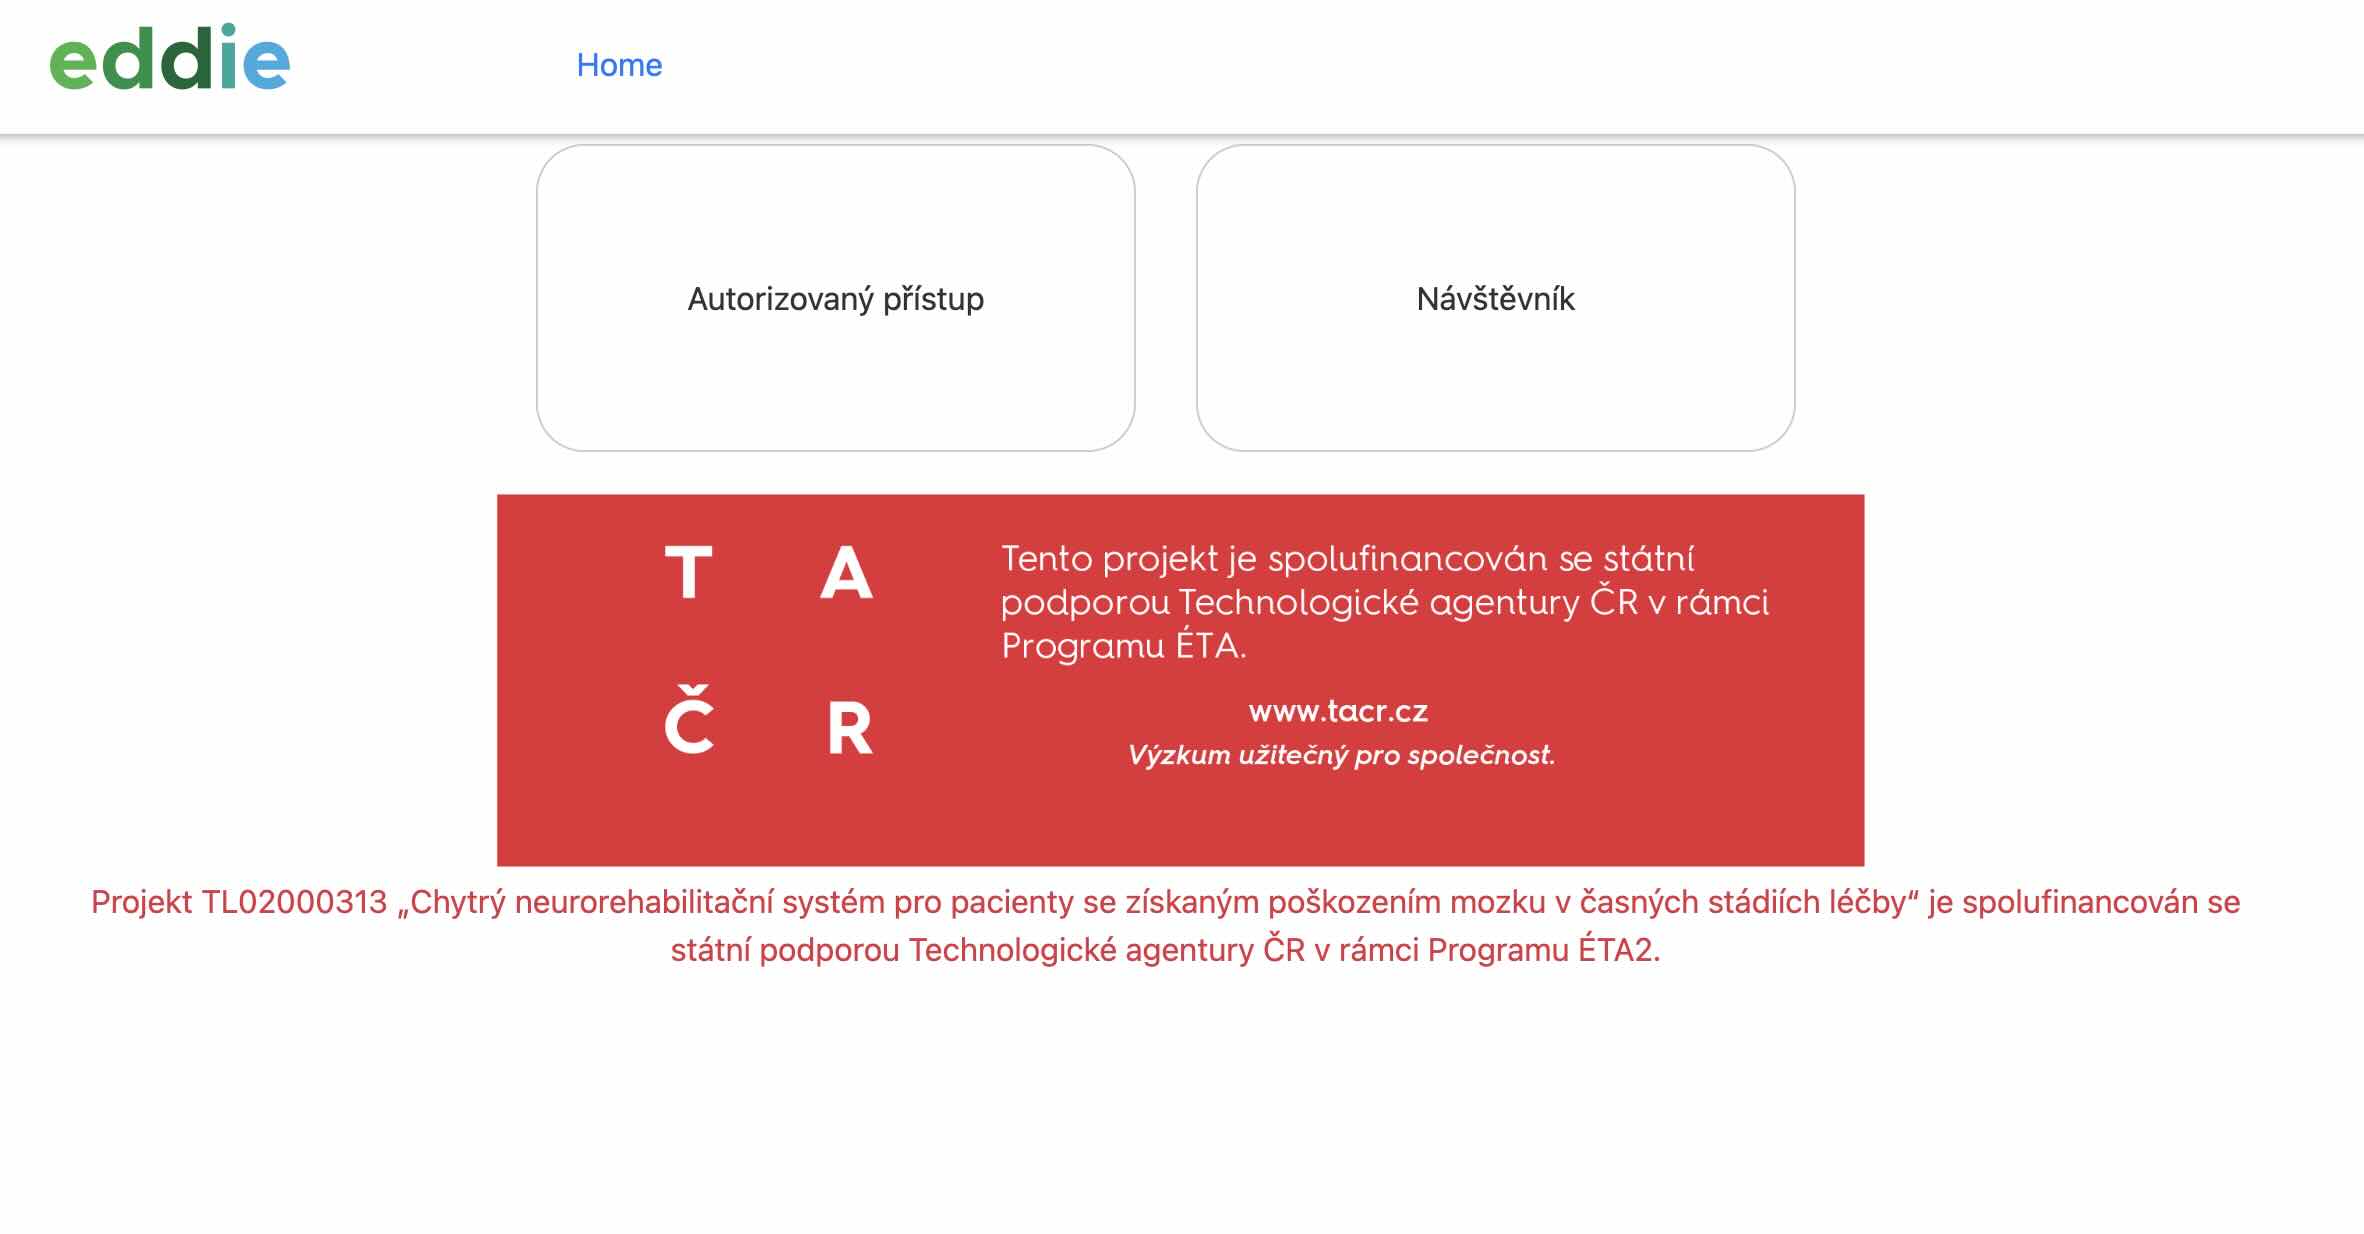 eddie
Home
Autorizovaný přístup
Návštěvník
T A
Č R
Tento projekt je spolufinancován se státní
podporou Technologické agentury ČR v rámci
Programu ÉTA.
www.tacr.cz
Výzkum užitečný pro společnost.
Projekt TL02000313 „Chytrý neurorehabilitační systém pro pacienty se získaným poškozením mozku v časných stádiích léčby“ je spolufinancován se
státní podporou Technologické agentury ČR v rámci Programu ÉTA2.